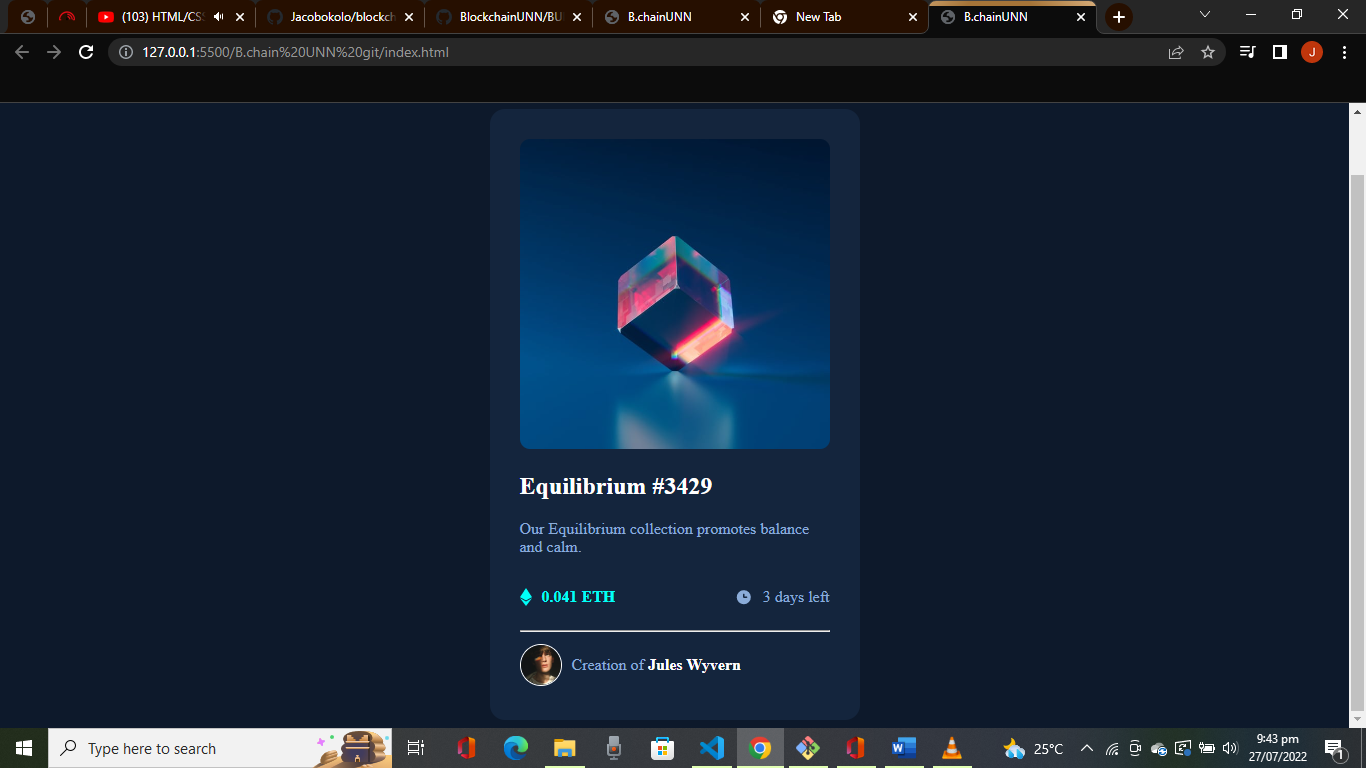 (103) HTML/CSS
Jacobokolo/blockch
BlockchainUNN/BUI
B.chainUNN
New Tab
B.chainUNN
127.0.0.1:5500/B.chain%20UNN%20git/index.html
J
Equilibrium #3429
Our Equilibrium collection promotes balance
and calm.
0.041 ETH
3 days left
Creation of Jules Wyvern
Type here to search
25°C
9:43 pm
27/07/2022
1